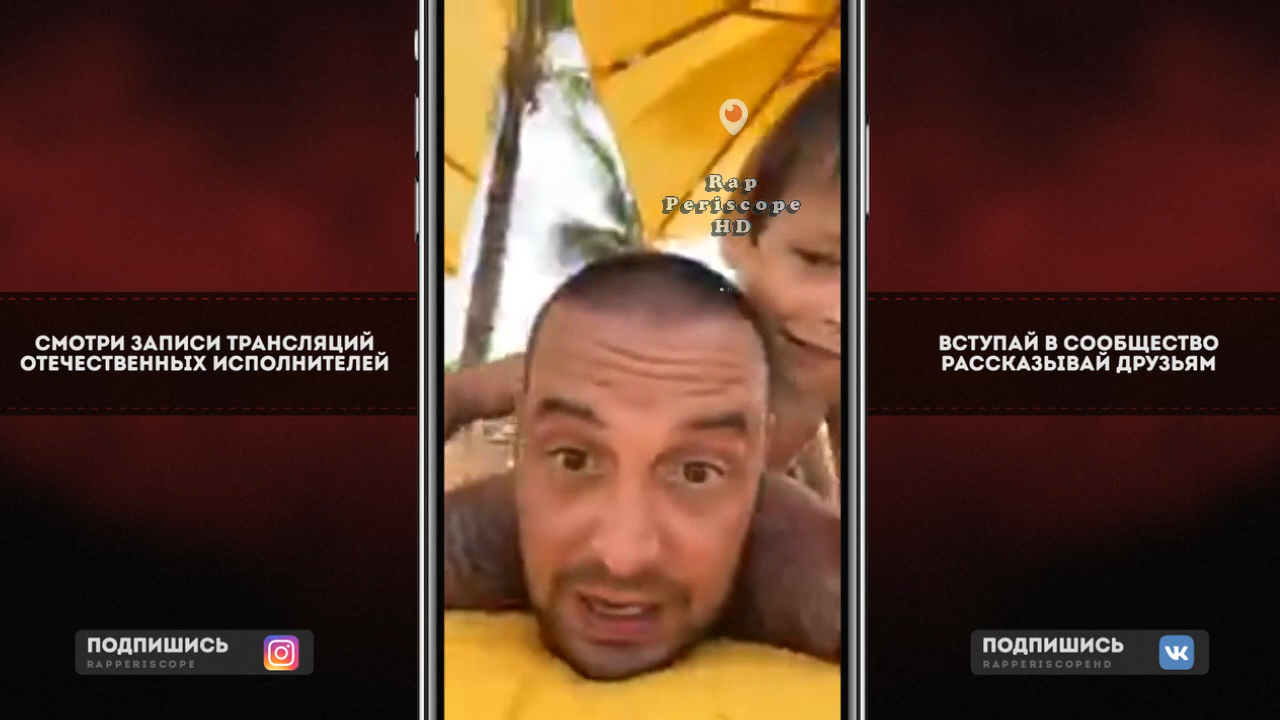 Rap
Periscope
HD
СМОТРИ ЗАПИСИ ТРАНСЛЯЦИЙ
ОТЕЧЕСТВЕННЫХ ИСПОЛНИТЕЛЕЙ
ВСТУПАЙ В СООБЩЕСТВО
РАССКАЗЫВАЙ ДРУЗЬЯМ
ПОДПИШИСЬ
RAPPERISCOPE
ПОДПИШИСЬ
RAPPERISCOPEHD